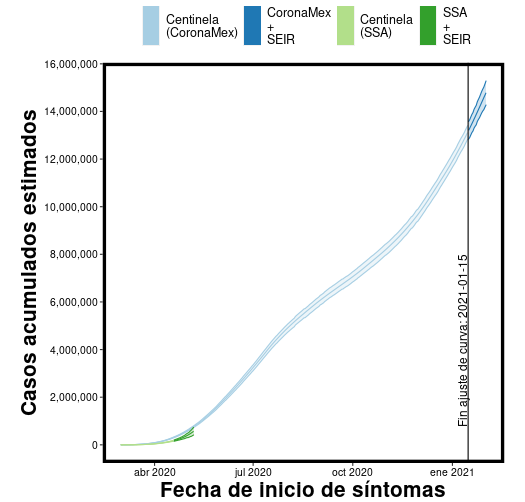 Centinela
(CoronaMex)
CoronaMex
+
SEIR
Centinela
(SSA)
SSA
+
SEIR
Casos acumulados estimados
16,000,000
14,000,000
12,000,000
10,000,000
8,000,000
6,000,000
4,000,000
2,000,000
0
Fin ajuste de curva: 2021-01-15
abr 2020
jul 2020
oct 2020
ene 2021
Fecha de inicio de síntomas